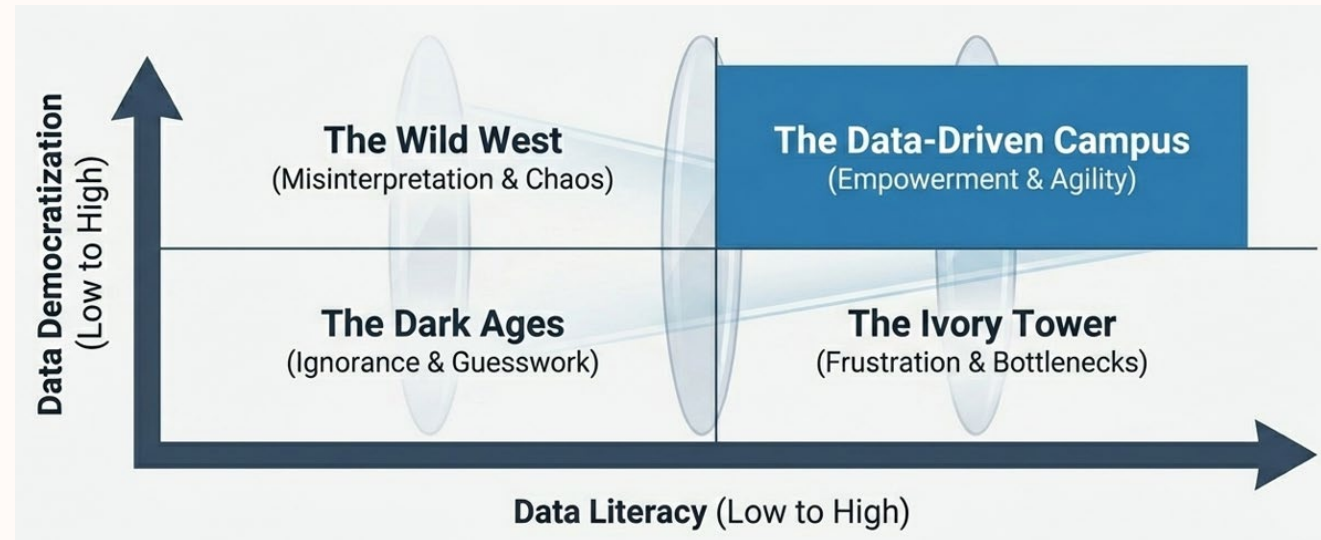 Data Democratization
(Low to High)
The Wild West
(Misinterpretation & Chaos)
The Data-Driven Campus
(Empowerment & Agility)
The Dark Ages
(Ignorance & Guesswork)
The Ivory Tower
(Frustration & Bottlenecks)
Data Literacy (Low to High)